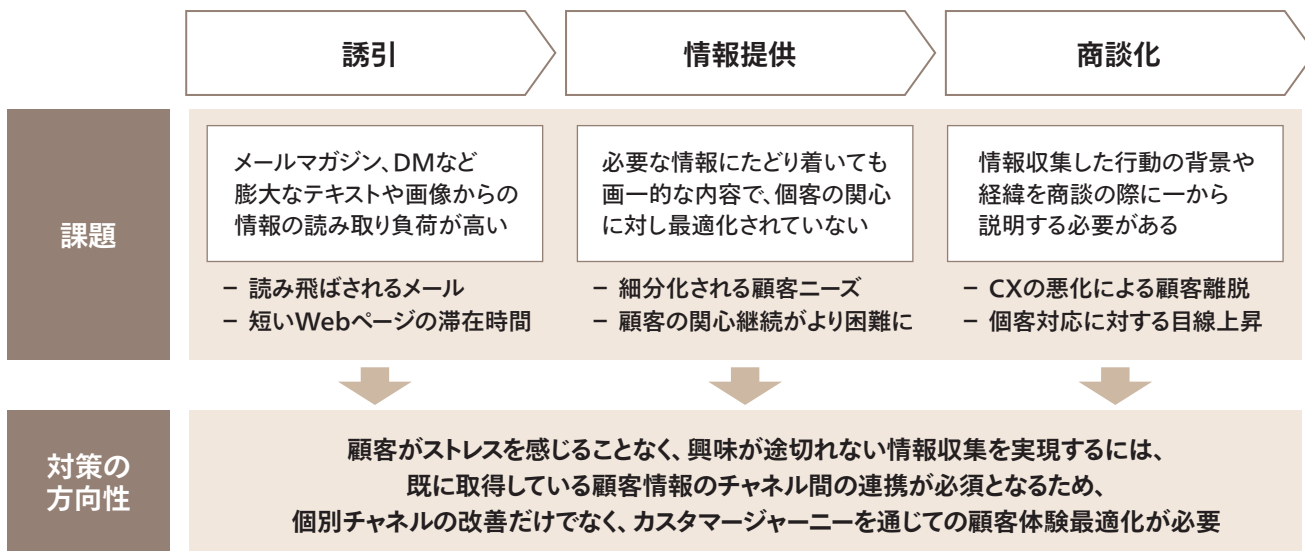 誘引
情報提供
商談化
課題
メールマガジン、DMなど
膨大なテキストや画像からの
情報の読み取り負荷が高い
− 読み飛ばされるメール
− 短いWebページの滞在時間
必要な情報にたどり着いても
画一的な内容で、個客の関心
に対し最適化されていない
− 細分化される顧客ニーズ
− 顧客の関心継続がより困難に
情報収集した行動の背景や
経緯を商談の際に一から
説明する必要がある
− CXの悪化による顧客離脱
− 個客対応に対する目線上昇
対策の
方向性
顧客がストレスを感じることなく、興味が途切れない情報収集を実現するには、
既に取得している顧客情報のチャネル間の連携が必須となるため、
個別チャネルの改善だけでなく、カスタマージャーニーを通じての顧客体験最適化が必要